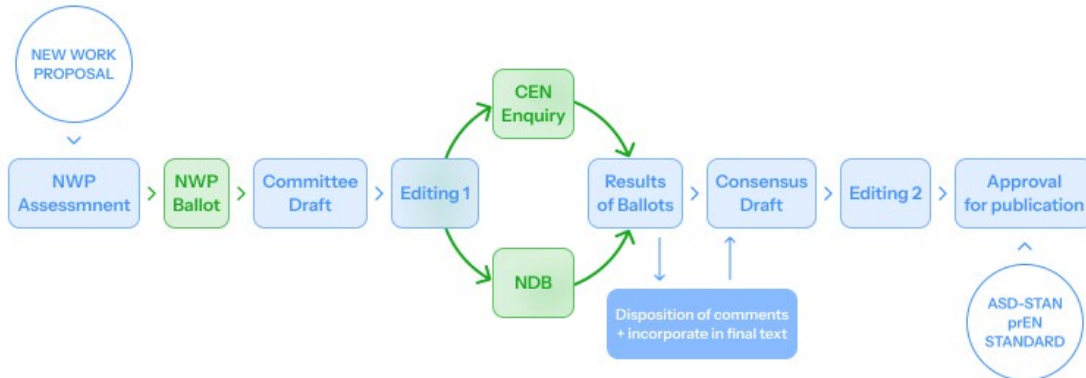 NEW WORK
PROPOSAL
NWP
Assessmnent
NWP
Ballot
Committee
Draft
Editing 1
CEN
Enquiry
NDB
Results
of Ballots
Disposition of comments
+ incorporate in final text
Consensus
Draft
Editing 2
Approval
for publication
ASD-STAN
prEN
STANDARD